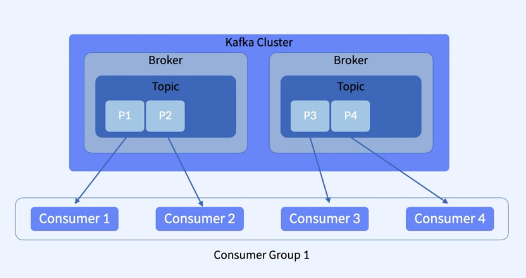 Kafka Cluster
Broker Broker
Topic Topic
P1 P2 P3 P4
Consumer 1 Consumer 2 Consumer 3 Consumer 4
Consumer Group 1